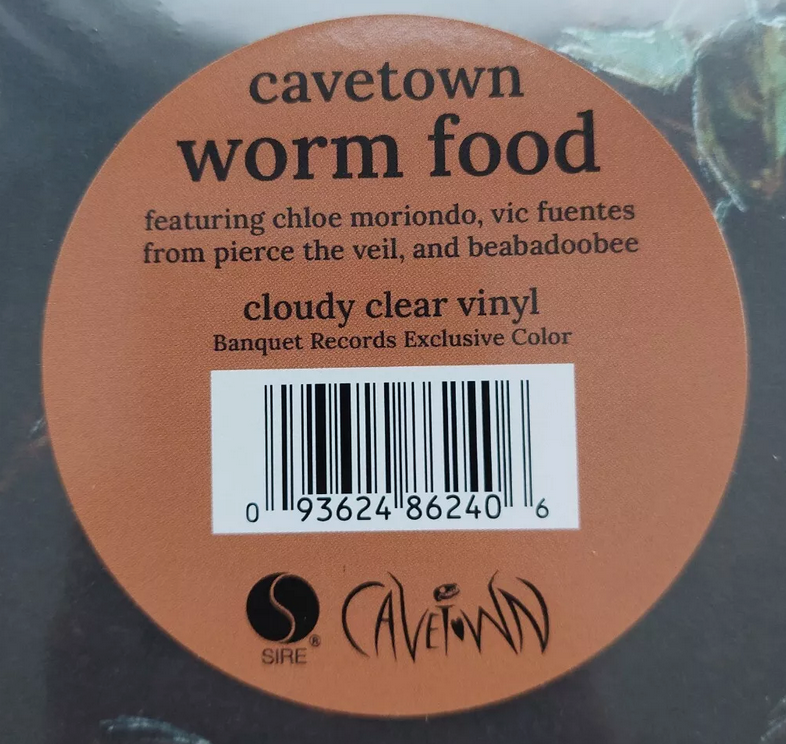 cavetown
worm food
featuring chloe moriondo, vic fuentes
from pierce the veil, and beabadoobee
cloudy clear vinyl
Banquet Records Exclusive Color
0 93624 86240 6
SIRE ®
CAVETOWN